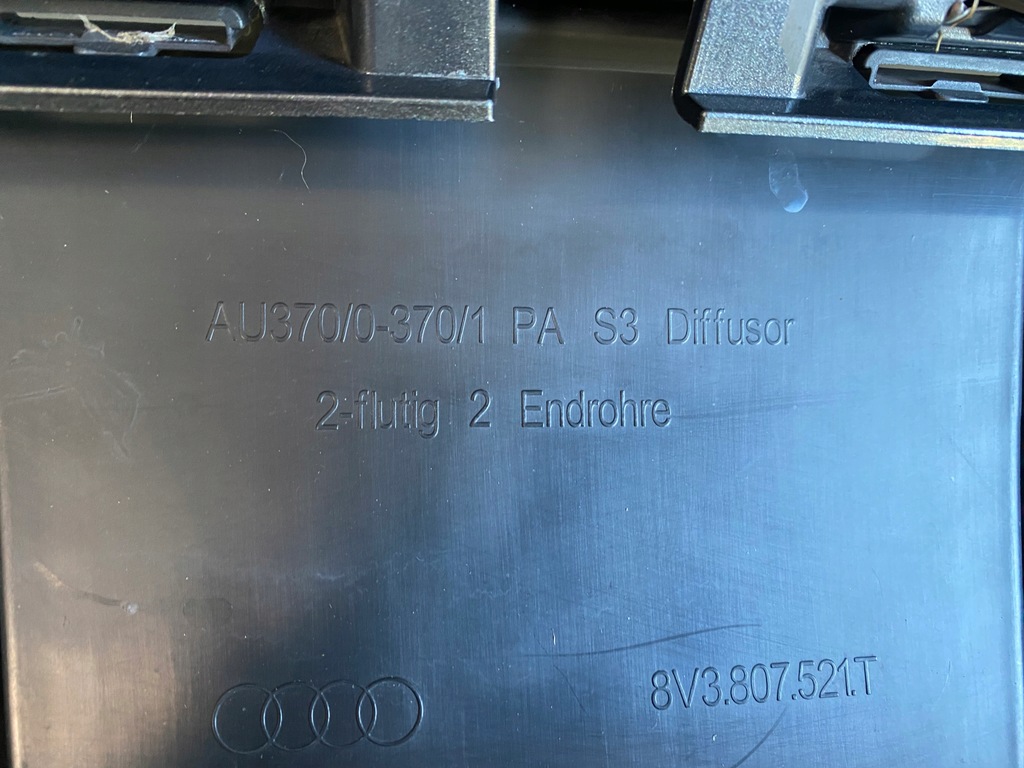 AU370/0-370/1 PA S3 Diffusor
2-flutig 2 Endrohre
8V3.807.521.T